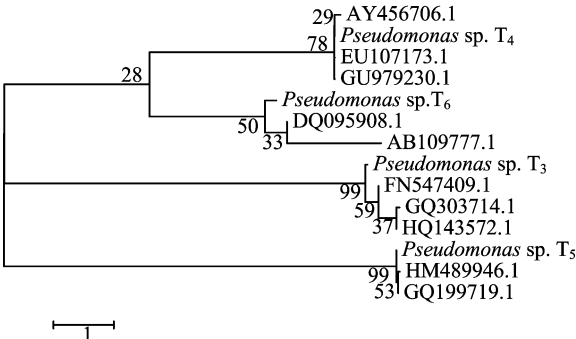 29 AY456706.1
Pseudomonas sp. T4
78 EU107173.1
28 GU979230.1
Pseudomonas sp.T6
50 DQ095908.1
33 AB109777.1
Pseudomonas sp. T3
99 FN547409.1
59 GQ303714.1
37 HQ143572.1
Pseudomonas sp. T5
99 HM489946.1
53 GQ199719.1
1